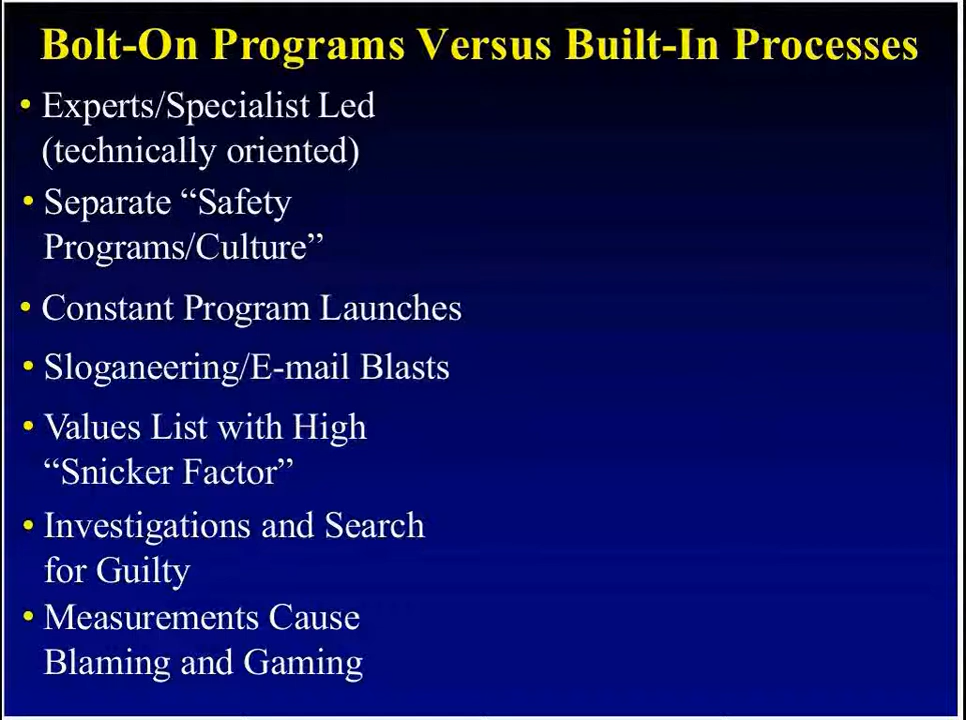 Bolt-On Programs Versus Built-In Processes
• Experts/Specialist Led
(technically oriented)
• Separate “Safety
Programs/Culture”
• Constant Program Launches
• Sloganeering/E-mail Blasts
• Values List with High
“Snicker Factor”
• Investigations and Search
for Guilty
• Measurements Cause
Blaming and Gaming